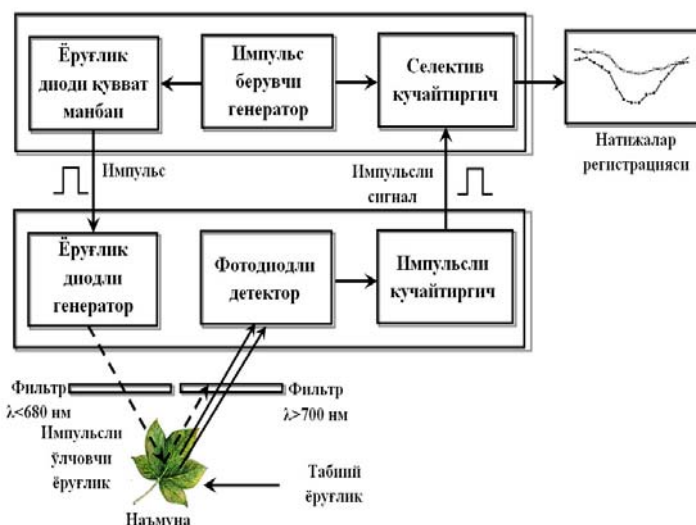 Ёруғлик
диоди қувват
манбаи
Импульс
берувчи
генератор
Селектив
кучайтиргич
Натижалар
регистрацияси
Импульс
Импульсли
сигнал
Ёруғлик
диодли
генератор
Фотодиодли
детектор
Импульсли
кучайтиргич
Фильтр
λ<680 нм
Фильтр
λ>700 нм
Импульсли
ўлчовчи
ёруғлик
Табиий
ёруғлик
Наъмуна